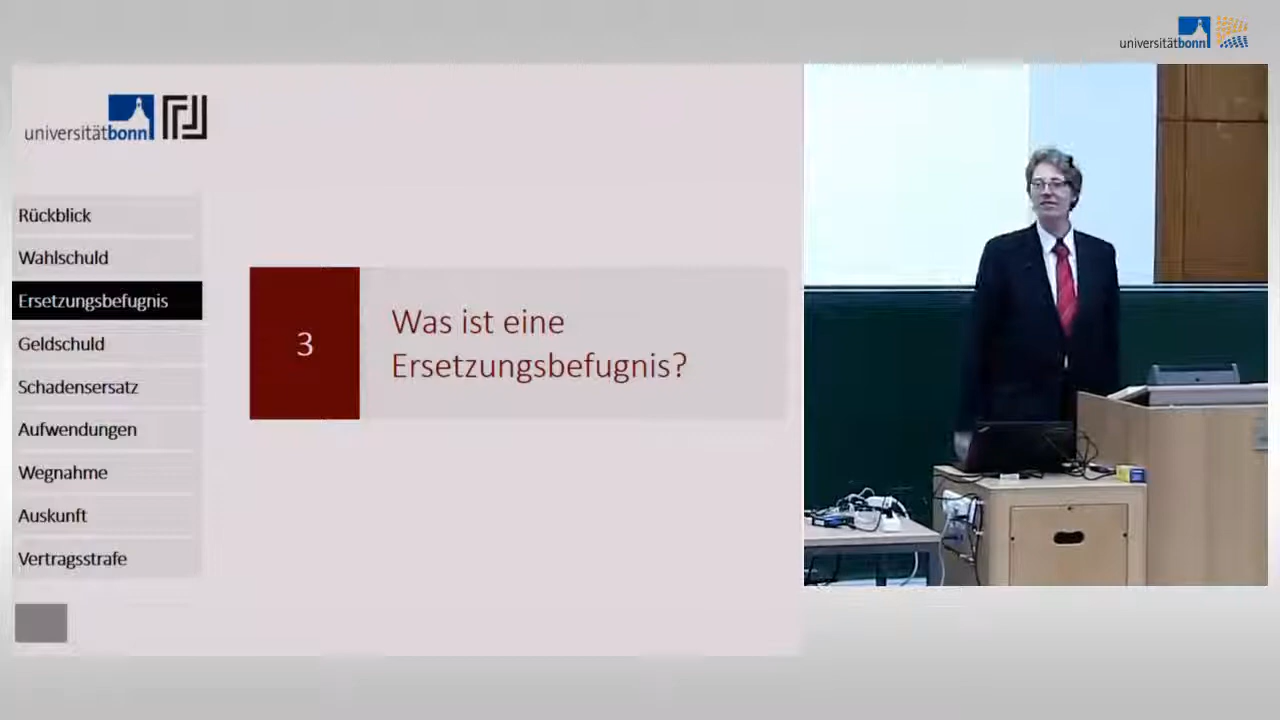 universitätbonn
universitätbonn
Rückblick
Wahlschuld
Ersetzungsbefugnis
Geldschuld
Schadensersatz
Aufwendungen
Wegnahme
Auskunft
Vertragsstrafe
3
Was ist eine
Ersetzungsbefugnis?